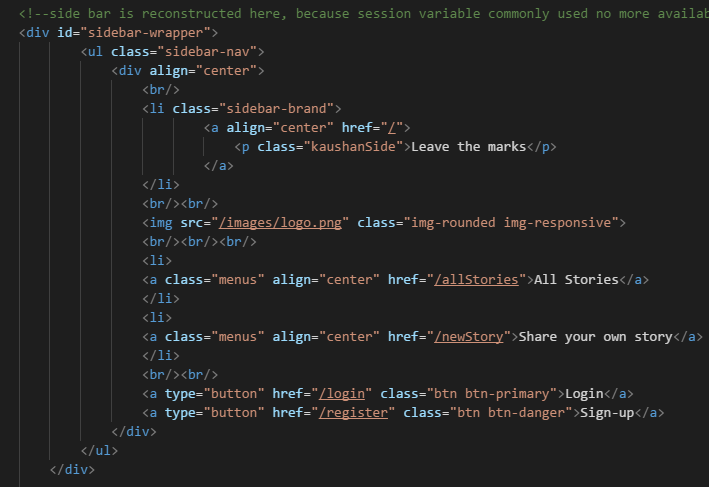 <!--side bar is reconstructed here, because session variable commonly used no more availab
<div id="sidebar-wrapper">
<ul class="sidebar-nav">
<div align="center">
<br/>
<li class="sidebar-brand">
<a align="center" href="/">
<p class="kaushanSide">Leave the marks</p>
</a>
</li>
<br/><br/>
<img src="/images/logo.png" class="img-rounded img-responsive">
<br/><br/><br/>
<li>
<a class="menus" align="center" href="/allStories">All Stories</a>
</li>
<li>
<a class="menus" align="center" href="/newStory">Share your own story</a>
</li>
<br/><br/>
<a type="button" href="/login" class="btn btn-primary">Login</a>
<a type="button" href="/register" class="btn btn-danger">Sign-up</a>
</div>
</ul>
</div>